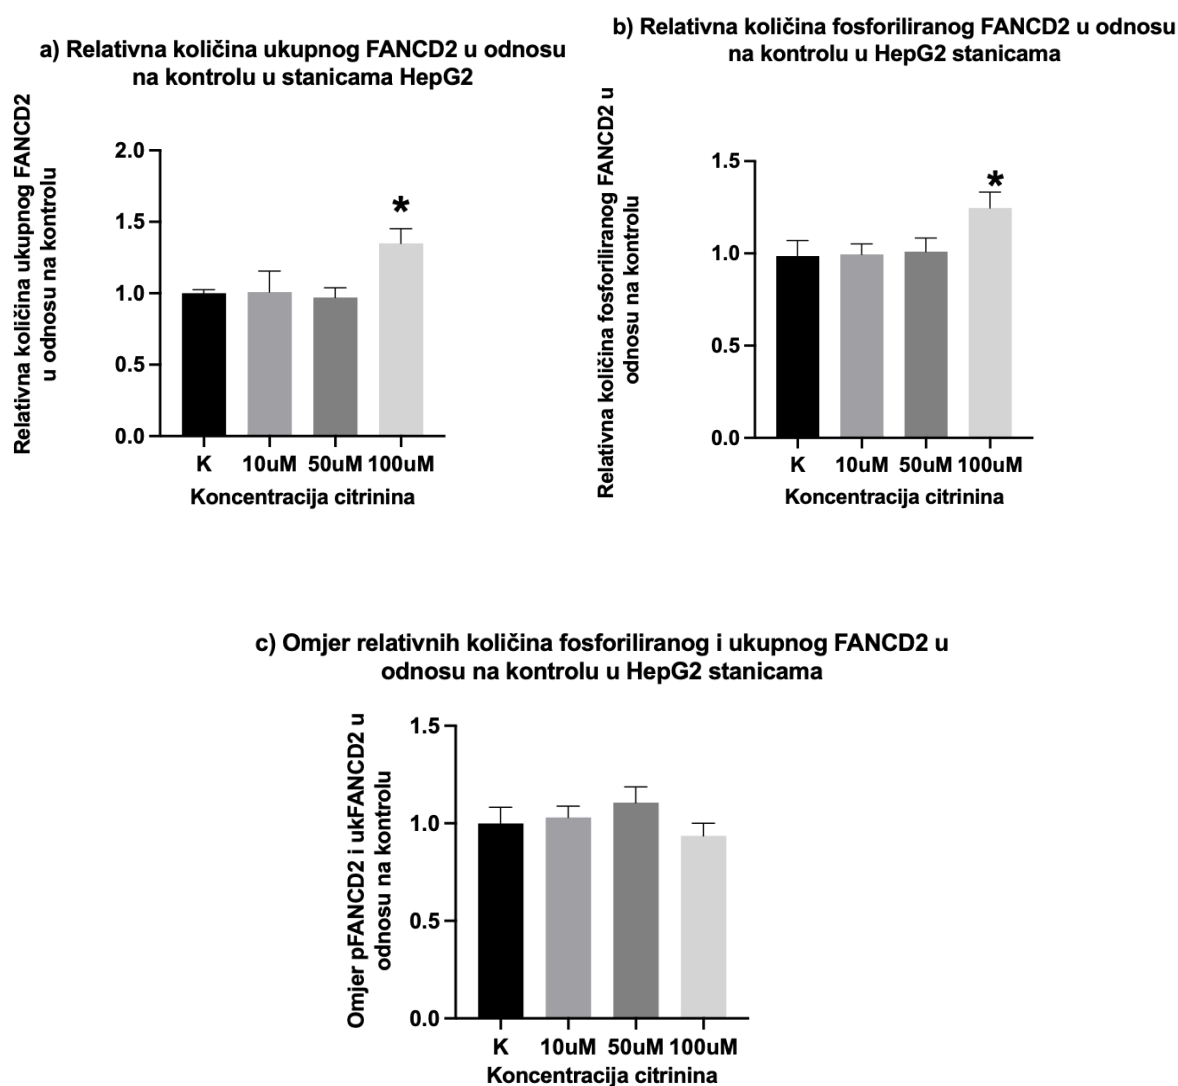 a) Relativna količina ukupnog FANCD2 u odnosu
na kontrolu u stanicama HepG2
Relativna količina ukupnog FANCD2
u odnosu na kontrolu
2.0
1.5
1.0
0.5
0.0
*
K 10uM 50uM 100uM
Koncentracija citrinina
b) Relativna količina fosforiliranog FANCD2 u odnosu
na kontrolu u HepG2 stanicama
Relativna količina fosforiliranog FANCD2 u
odnosu na kontrolu
1.5
1.0
0.5
0.0
*
K 10uM 50uM 100uM
Koncentracija citrinina
c) Omjer relativnih količina fosforiliranog i ukupnog FANCD2 u
odnosu na kontrolu u HepG2 stanicama
Omjer pFANCD2 i ukFANCD2 u
odnosu na kontrolu
1.5
1.0
0.5
0.0
K 10uM 50uM 100uM
Koncentracija citrinina